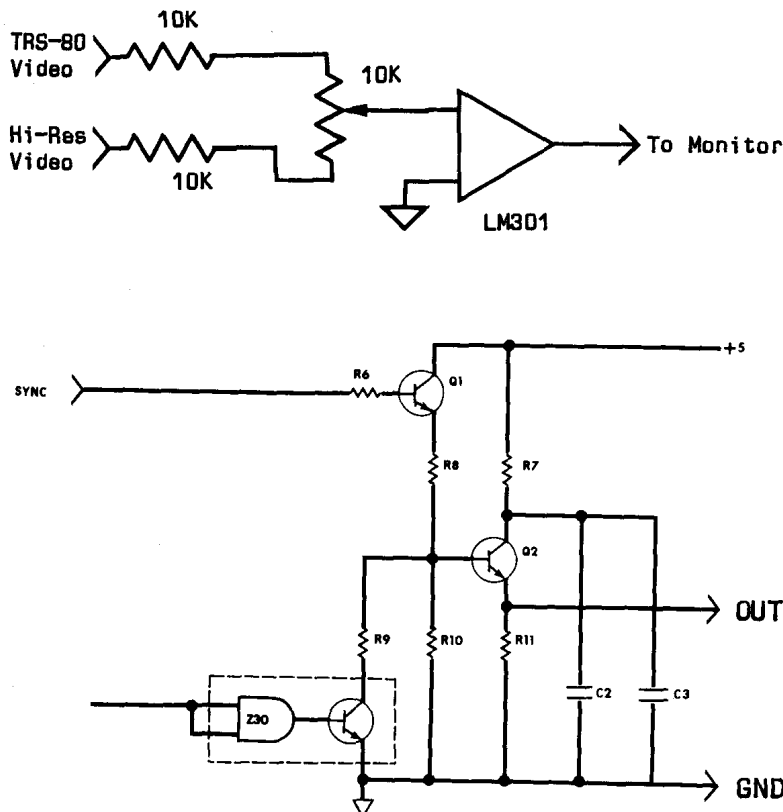 10K
TRS-80
Video
10K
Hi-Res
Video
10K
To Monitor
LM301
+5
R6
Q1
SYNC
R8
R7
Q2
OUT
R9
R10
R11
C2
C3
Z30
GND